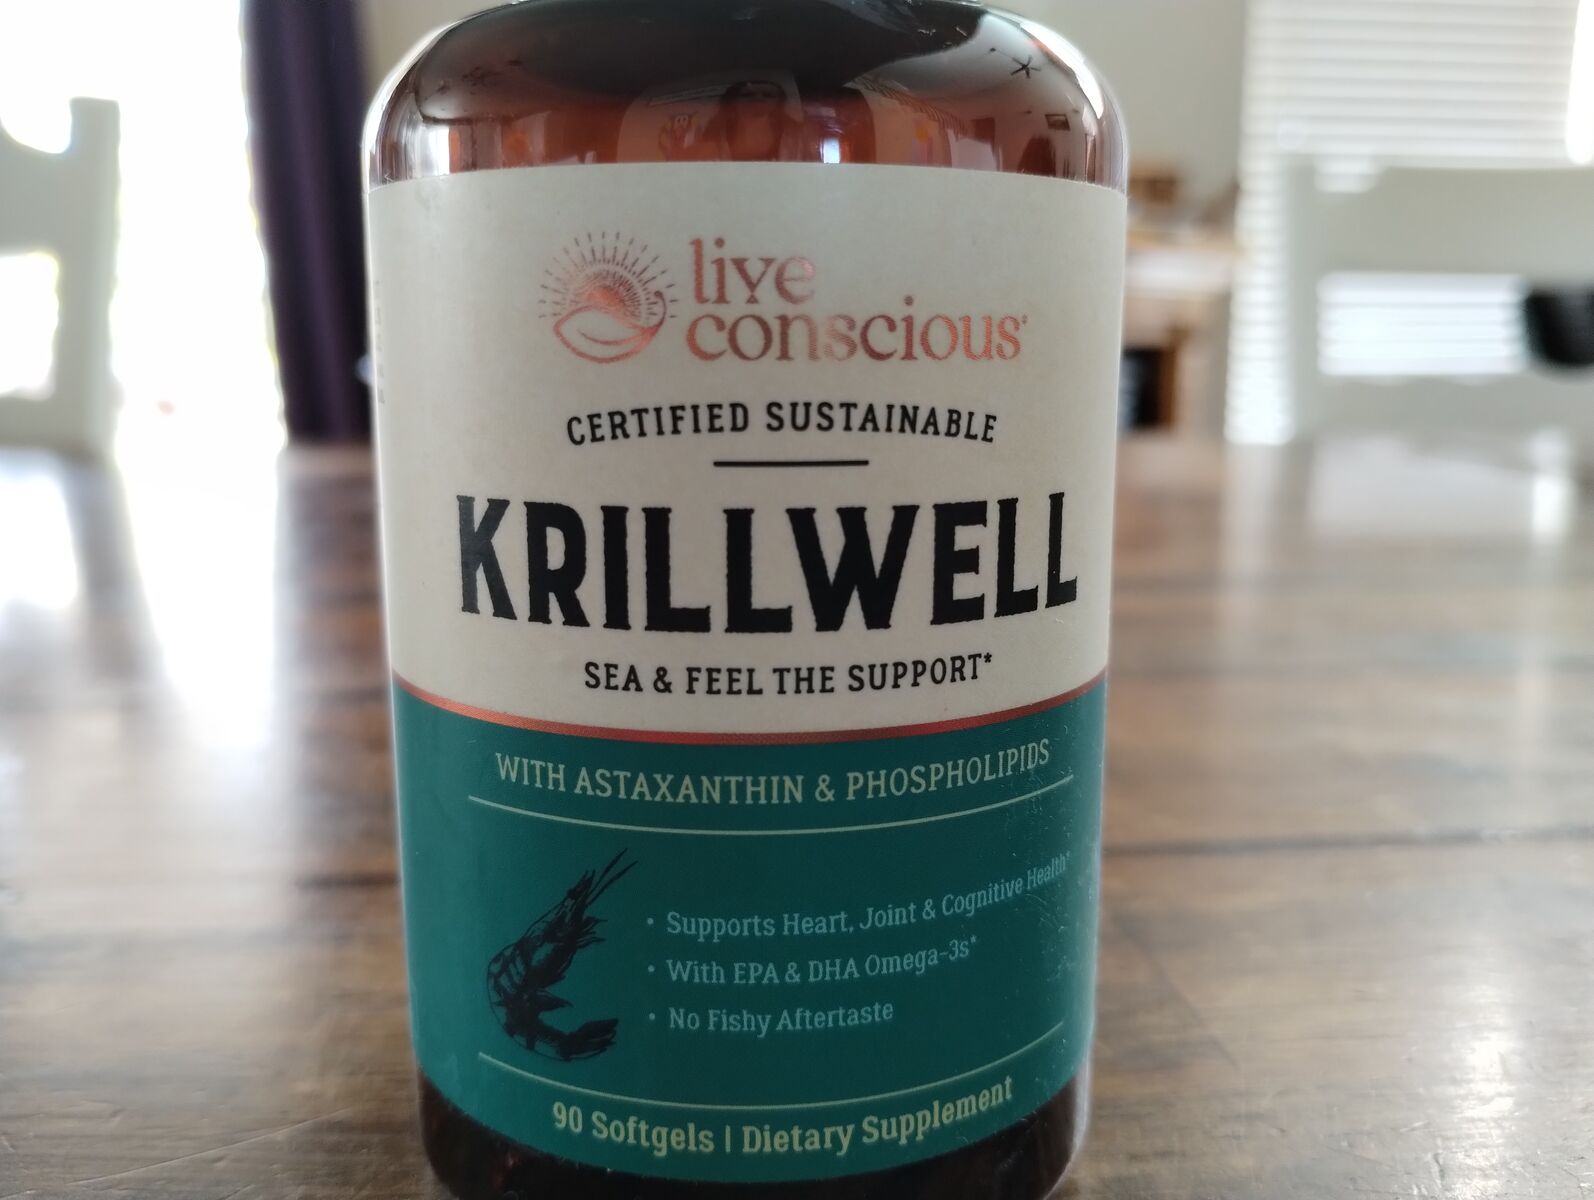 live
conscious
CERTIFIED SUSTAINABLE
KRILLWELL
SEA & FEEL THE SUPPORT*
WITH ASTAXANTHIN & PHOSPHOLIPIDS
• Supports Heart, Joint & Cognitive Health*
• With EPA & DHA Omega-3s*
• No Fishy Aftertaste
90 Softgels | Dietary Supplement